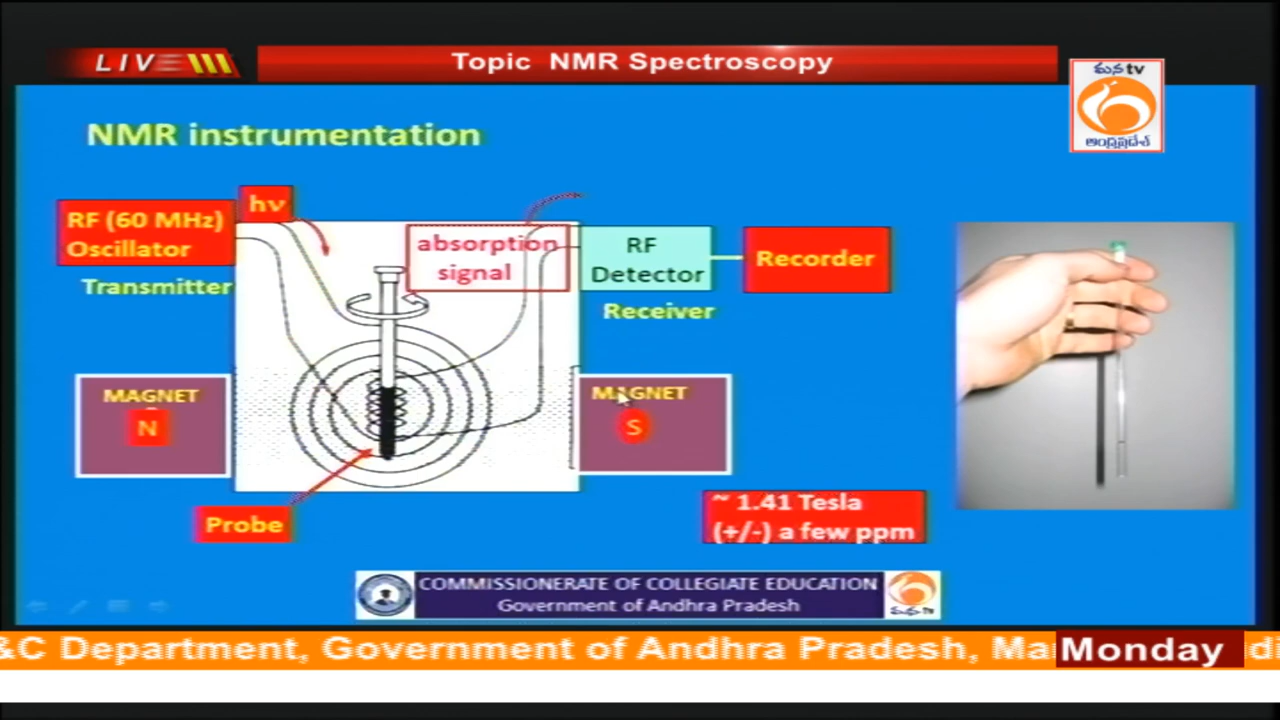 LIVE
Topic NMR Spectroscopy
మన tv
ఆంధ్రప్రదేశ్
NMR instrumentation
RF (60 MHz)
Oscillator
hν
Transmitter
absorption
signal
RF
Detector
Receiver
Recorder
MAGNET
N
MAGNET
S
Probe
~ 1.41 Tesla
(+/-) a few ppm
COMMISSIONERATE OF COLLEGIATE EDUCATION
Government of Andhra Pradesh
మన tv
&C Department, Government of Andhra Pradesh, Ma
Monday